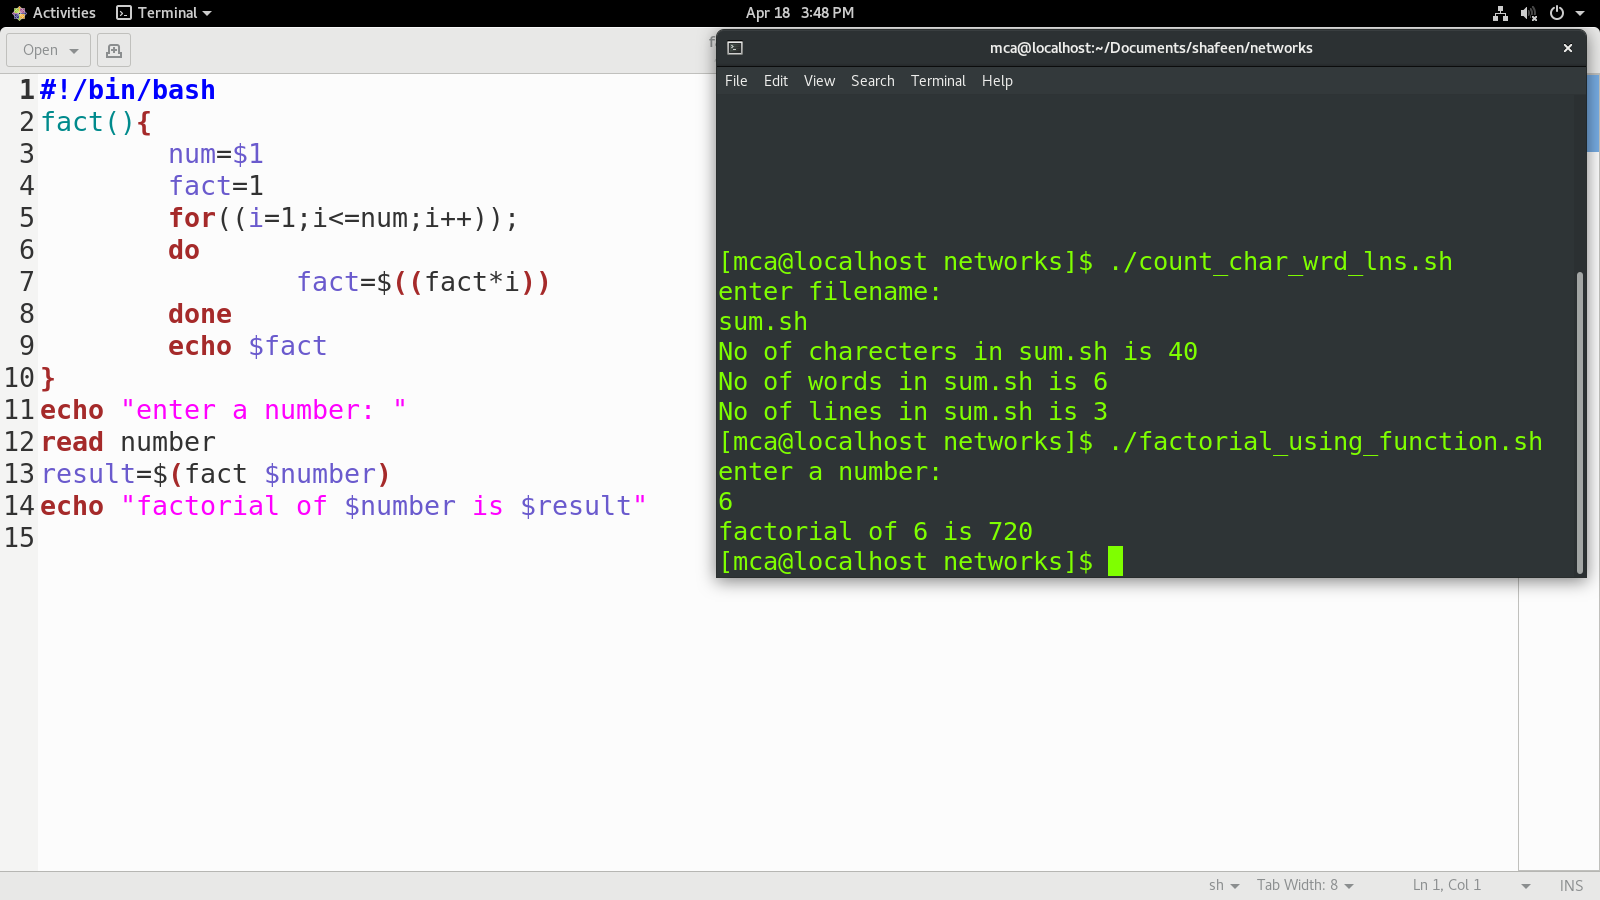 Activities Terminal Apr 18 3:48 PM
Open
#!/bin/bash
fact(){
num=$1
fact=1
for((i=1;i<=num;i++));
do
fact=$((fact*i))
done
echo $fact
}
echo "enter a number: "
read number
result=$(fact $number)
echo "factorial of $number is $result"
1
2
3
4
5
6
7
8
9
10
11
12
13
14
15
mca@localhost:~/Documents/shafeen/networks
File Edit View Search Terminal Help
[mca@localhost networks]$ ./count_char_wrd_lns.sh
enter filename:
sum.sh
No of charecters in sum.sh is 40
No of words in sum.sh is 6
No of lines in sum.sh is 3
[mca@localhost networks]$ ./factorial_using_function.sh
enter a number:
6
factorial of 6 is 720
[mca@localhost networks]$
sh Tab Width: 8 Ln 1, Col 1 INS